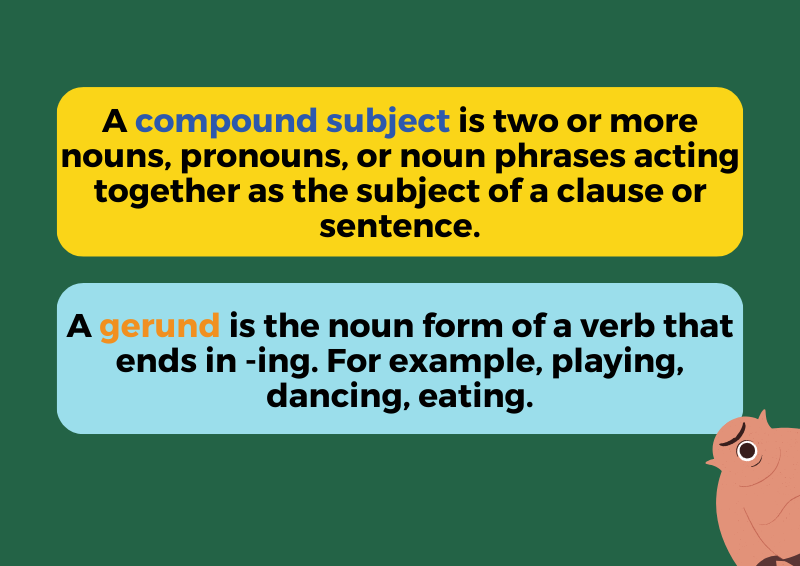 A compound subject is two or more
nouns, pronouns, or noun phrases acting
together as the subject of a clause or
sentence.
A gerund is the noun form of a verb that
ends in -ing. For example, playing,
dancing, eating.